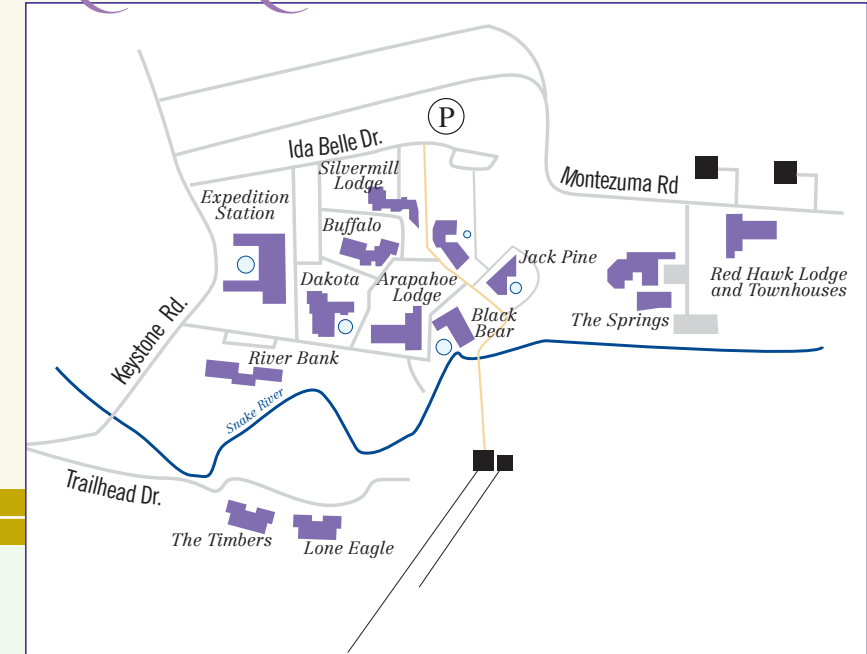 P
Ida Belle Dr.
Silvermill
Lodge
Montezuma Rd
Expedition
Station
Buffalo
Jack Pine
Dakota
Arapahoe
Lodge
Red Hawk Lodge
and Townhouses
Black
Bear
The Springs
Keystone Rd.
River Bank
Snake River
Trailhead Dr.
The Timbers
Lone Eagle